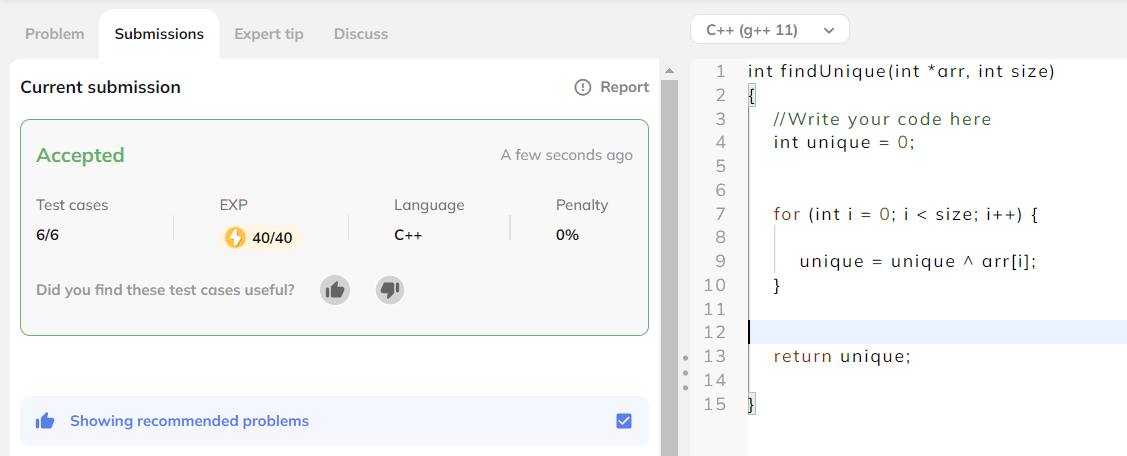 Problem Submissions Expert tip Discuss
Current submission Report
Accepted A few seconds ago
Test cases EXP Language Penalty
6/6 40/40 C++ 0%
Did you find these test cases useful?
Showing recommended problems
C++ (g++ 11)
1 int findUnique(int *arr, int size)
2 {
3 //Write your code here
4 int unique = 0;
5
6
7 for (int i = 0; i < size; i++) {
8
9 unique = unique ^ arr[i];
10 }
11
12
13 return unique;
14
15 }